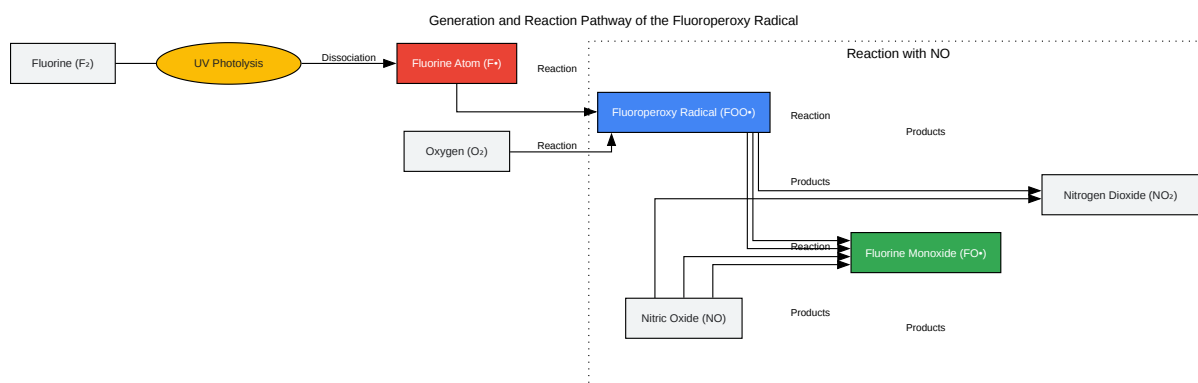 Generation and Reaction Pathway of the Fluoroperoxy Radical
Reaction with NO
Fluorine (F₂)
UV Photolysis
Dissociation
Fluorine Atom (F•)
Reaction
Fluoroperoxy Radical (FOO•)
Reaction
Products
Oxygen (O₂)
Reaction
Products
Nitrogen Dioxide (NO₂)
Reaction
Fluorine Monoxide (FO•)
Nitric Oxide (NO)
Products
Products